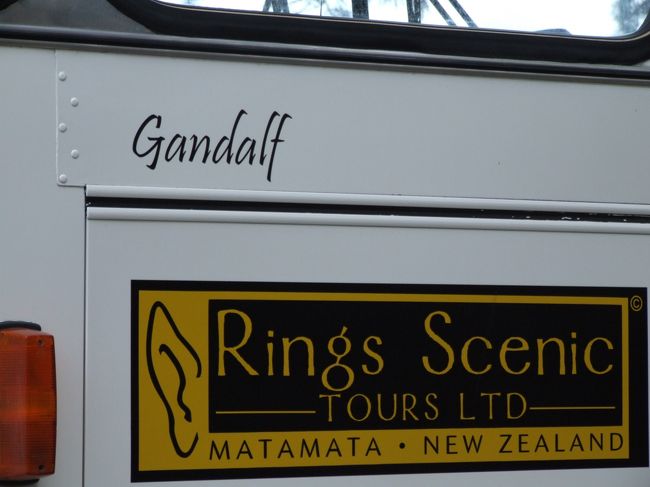 Gandalf
©
Rings Scenic
TOURS LTD
MATAMATA • NEW ZEALAND